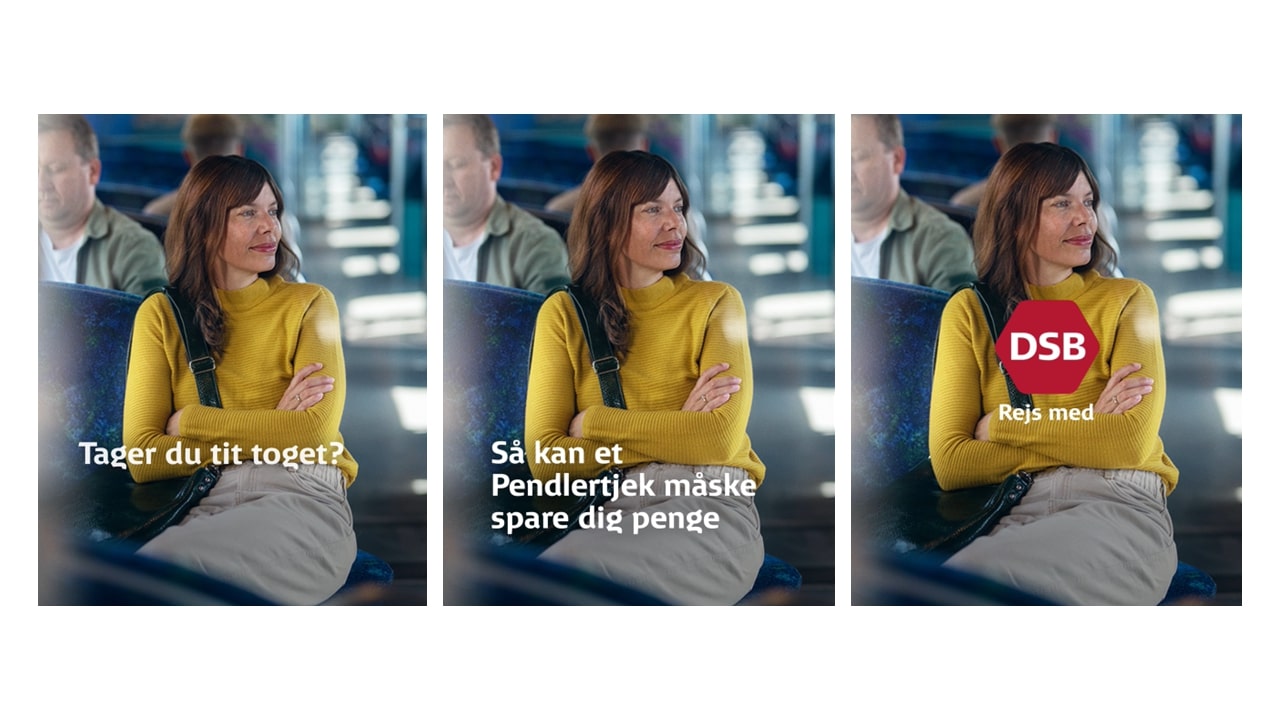 Tager du tit toget?
Så kan et
Pendlertjek måske
spare dig penge
DSB
Rejs med